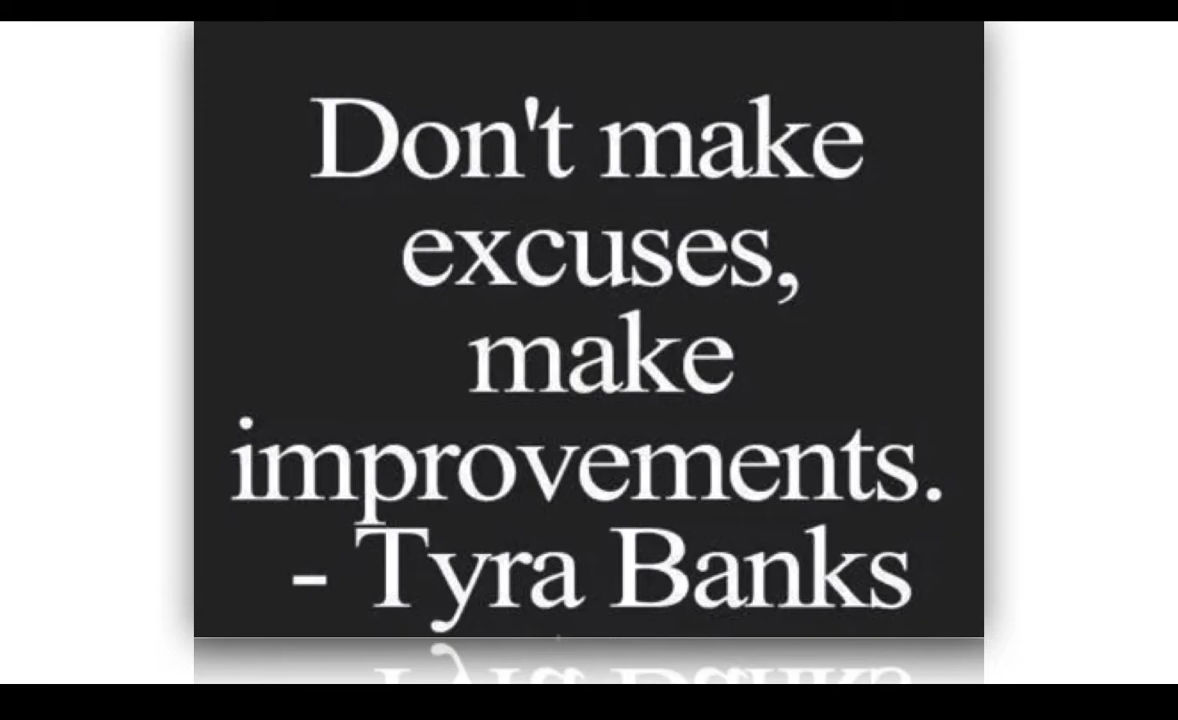 Don't make
excuses,
make
improvements.
- Tyra Banks